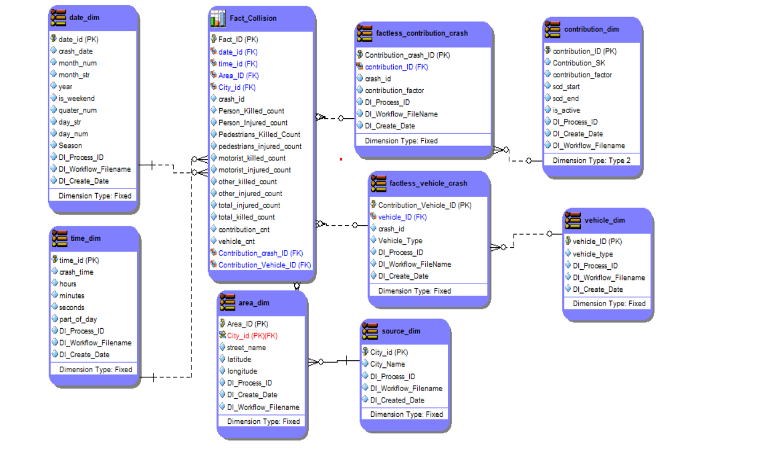 date_dim
date_id (PK)
crash_date
month_num
month_str
year
is_weekend
quater_num
day_str
day_num
Season
DI_Process_ID
DI_Workflow_Filename
DI_Create_Date
Dimension Type: Fixed
time_dim
time_id (PK)
crash_time
hours
minutes
seconds
part_of_day
DI_Process_ID
DI_Workflow_Filename
DI_Create_Date
Dimension Type: Fixed
Fact_Collision
Fact_ID (PK)
date_id (FK)
time_id (FK)
Area_ID (FK)
City_id (FK)
crash_id
Person_Killed_count
Person_Injured_count
Pedestrians_Killed_Count
pedestrians_injured_count
motorist_killed_count
motorist_injured_count
other_killed_count
other_injured_count
total_injured_count
total_killed_count
contribution_cnt
vehicle_cnt
Contribution_crash_ID (FK)
Contribution_Vehicle_ID (FK)
area_dim
Area_ID (PK)
City_id (PK)(FK)
street_name
latitude
longitude
DI_Process_ID
DI_Create_Date
DI_Workflow_Filename
Dimension Type: Fixed
factless_contribution_crash
Contribution_crash_ID (PK)
contribution_ID (FK)
crash_id
contribution_factor
DI_Process_ID
DI_Workflow_FileName
DI_Create_Date
Dimension Type: Fixed
factless_vehicle_crash
Contribution_Vehicle_ID (PK)
vehicle_ID (FK)
crash_id
Vehicle_Type
DI_Process_ID
DI_Workflow_FileName
DI_Create_Date
Dimension Type: Fixed
source_dim
City_id (PK)
City_Name
DI_Process_ID
DI_Workflow_Filename
DI_Created_Date
Dimension Type: Fixed
contribution_dim
contribution_ID (PK)
Contribution_SK
contribution_factor
scd_start
scd_end
is_active
DI_Process_ID
DI_Create_Date
DI_Workflow_Filename
Dimension Type: Type 2
vehicle_dim
vehicle_ID (PK)
vehicle_type
DI_Process_ID
DI_Workflow_Filename
DI_Create_Date
Dimension Type: Fixed